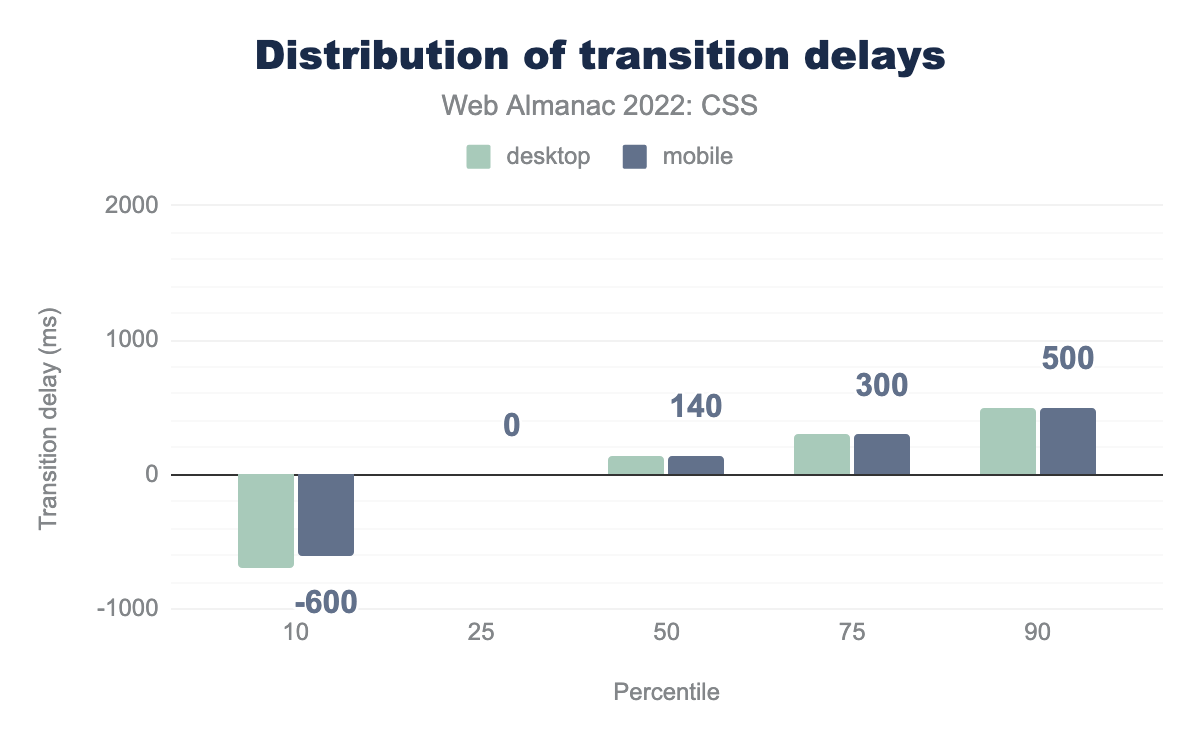 Distribution of transition delays
Web Almanac 2022: CSS
desktop mobile
2000
1000
0
-1000
Transition delay (ms)
-600
0
140
300
500
10 25 50 75 90
Percentile